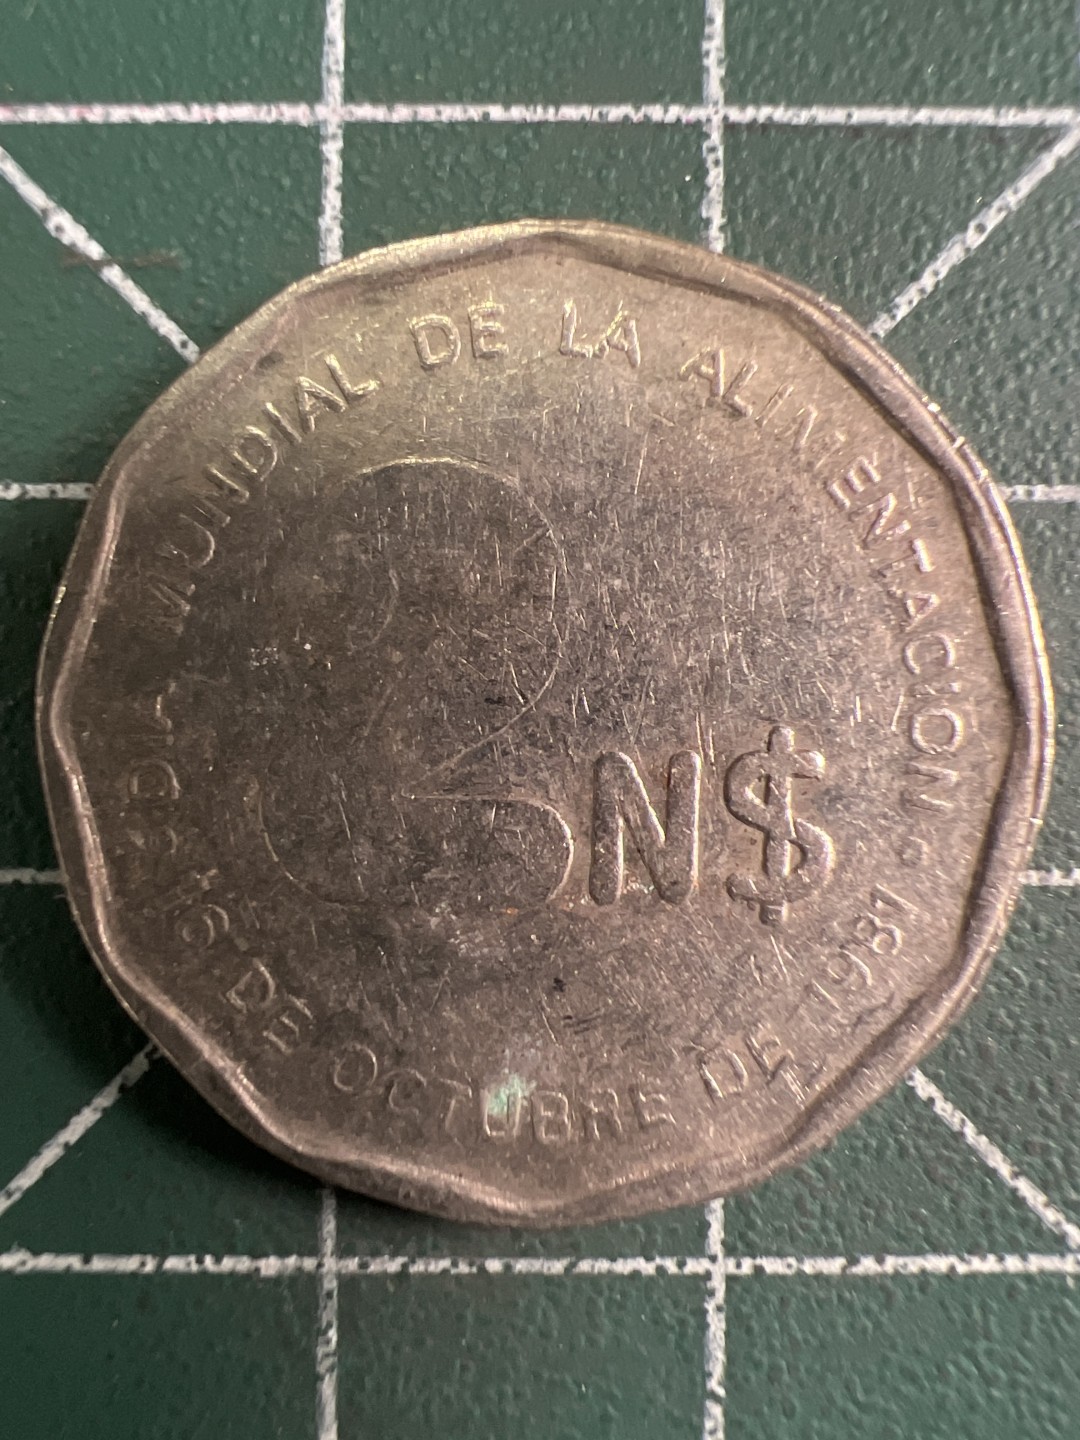 DIA MUNDIAL DE LA ALIMENTACION
2 N$
16 DE OCTUBRE DE 1981